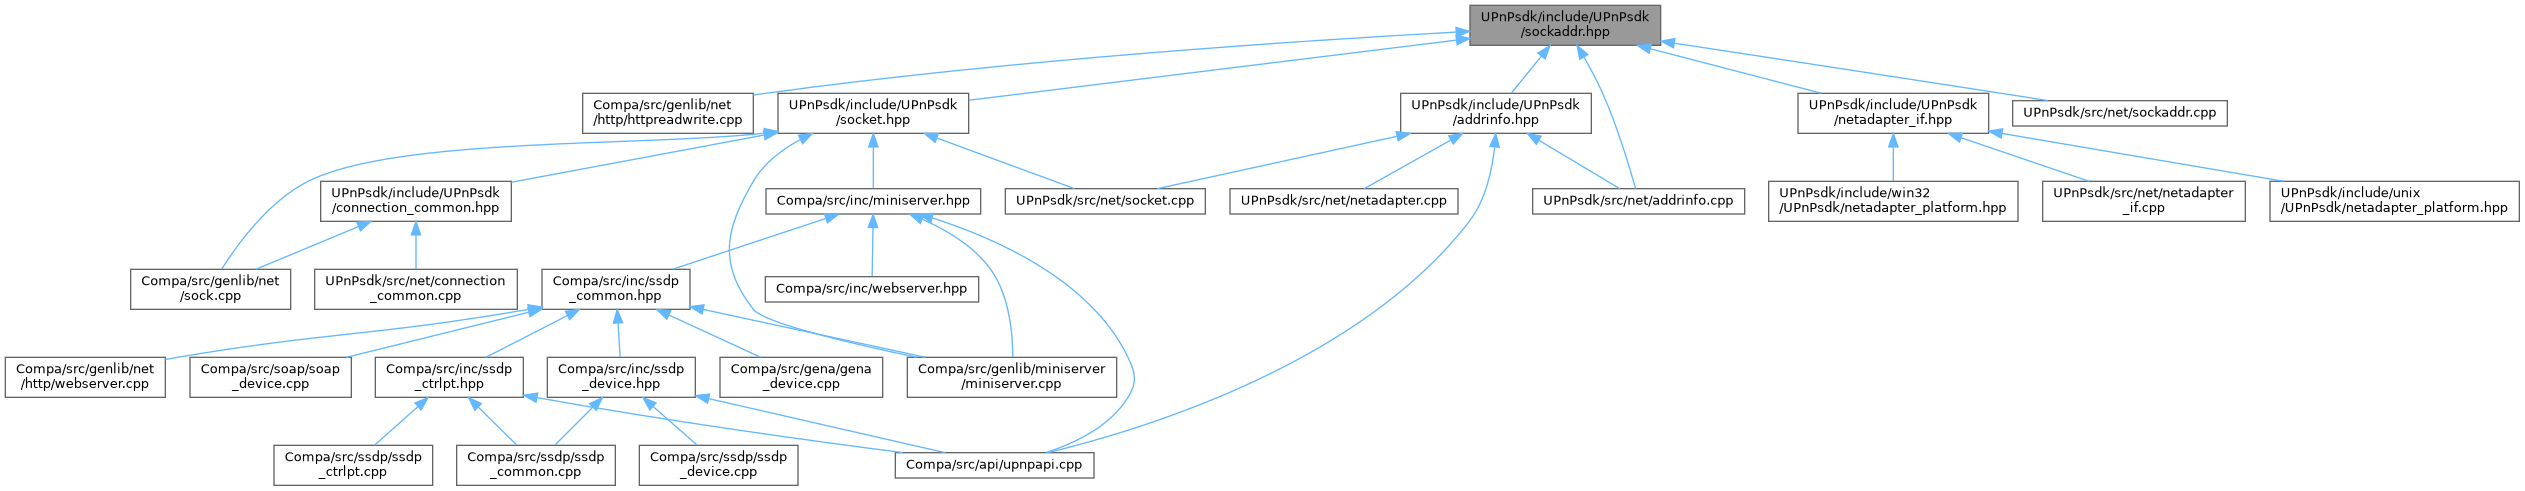 UPnPsdk/include/UPnPsdk
/sockaddr.hpp
Compa/src/genlib/net
/http/httpreadwrite.cpp
UPnPsdk/include/UPnPsdk
/socket.hpp
UPnPsdk/include/UPnPsdk
/addrinfo.hpp
UPnPsdk/include/UPnPsdk
/netadapter_if.hpp
UPnPsdk/src/net/sockaddr.cpp
UPnPsdk/include/UPnPsdk
/connection_common.hpp
Compa/src/inc/miniserver.hpp
UPnPsdk/src/net/socket.cpp
UPnPsdk/src/net/netadapter.cpp
UPnPsdk/src/net/addrinfo.cpp
UPnPsdk/include/win32
/UPnPsdk/netadapter_platform.hpp
UPnPsdk/src/net/netadapter
_if.cpp
UPnPsdk/include/unix
/UPnPsdk/netadapter_platform.hpp
Compa/src/genlib/net
/sock.cpp
UPnPsdk/src/net/connection
_common.cpp
Compa/src/inc/ssdp
_common.hpp
Compa/src/inc/webserver.hpp
Compa/src/genlib/net
/http/webserver.cpp
Compa/src/soap/soap
_device.cpp
Compa/src/inc/ssdp
_ctrlpt.hpp
Compa/src/inc/ssdp
_device.hpp
Compa/src/gena/gena
_device.cpp
Compa/src/genlib/miniserver
/miniserver.cpp
Compa/src/ssdp/ssdp
_ctrlpt.cpp
Compa/src/ssdp/ssdp
_common.cpp
Compa/src/ssdp/ssdp
_device.cpp
Compa/src/api/upnpapi.cpp